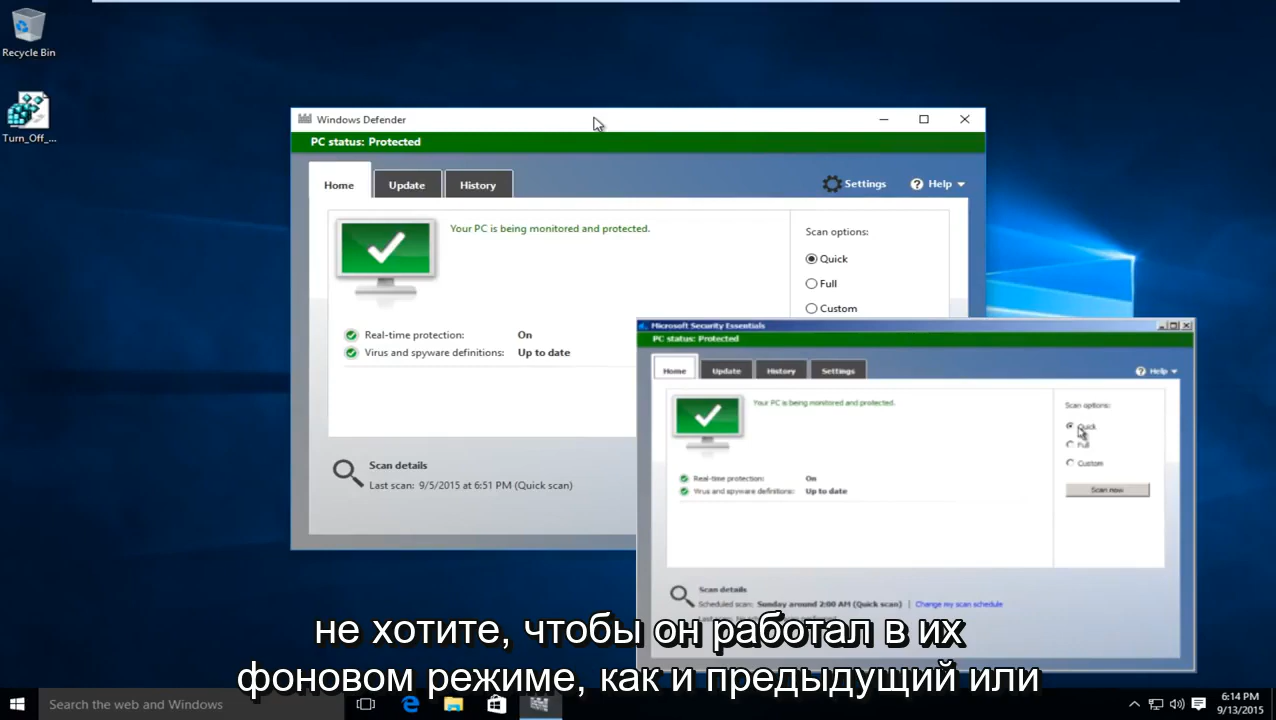 Recycle Bin
Turn_Off_...
Windows Defender
PC status: Protected
Home
Update
History
Settings
Help
Your PC is being monitored and protected.
Scan options:
Quick
Full
Custom
Real-time protection: On
Virus and spyware definitions: Up to date
Scan details
Last scan: 9/5/2015 at 6:51 PM (Quick scan)
Microsoft Security Essentials
PC status: Protected
Home
Update
History
Settings
Help
Your PC is being monitored and protected.
Scan options:
Quick
Full
Custom
Scan now
Real-time protection: On
Virus and spyware definitions: Up to date
Scan details
Scheduled scan: Sunday around 2:00 AM (Quick scan) | Change my scan schedule
не хотите, чтобы он работал в их
фоновом режиме, как и предыдущий или
Search the web and Windows
6:14 PM
9/13/2015